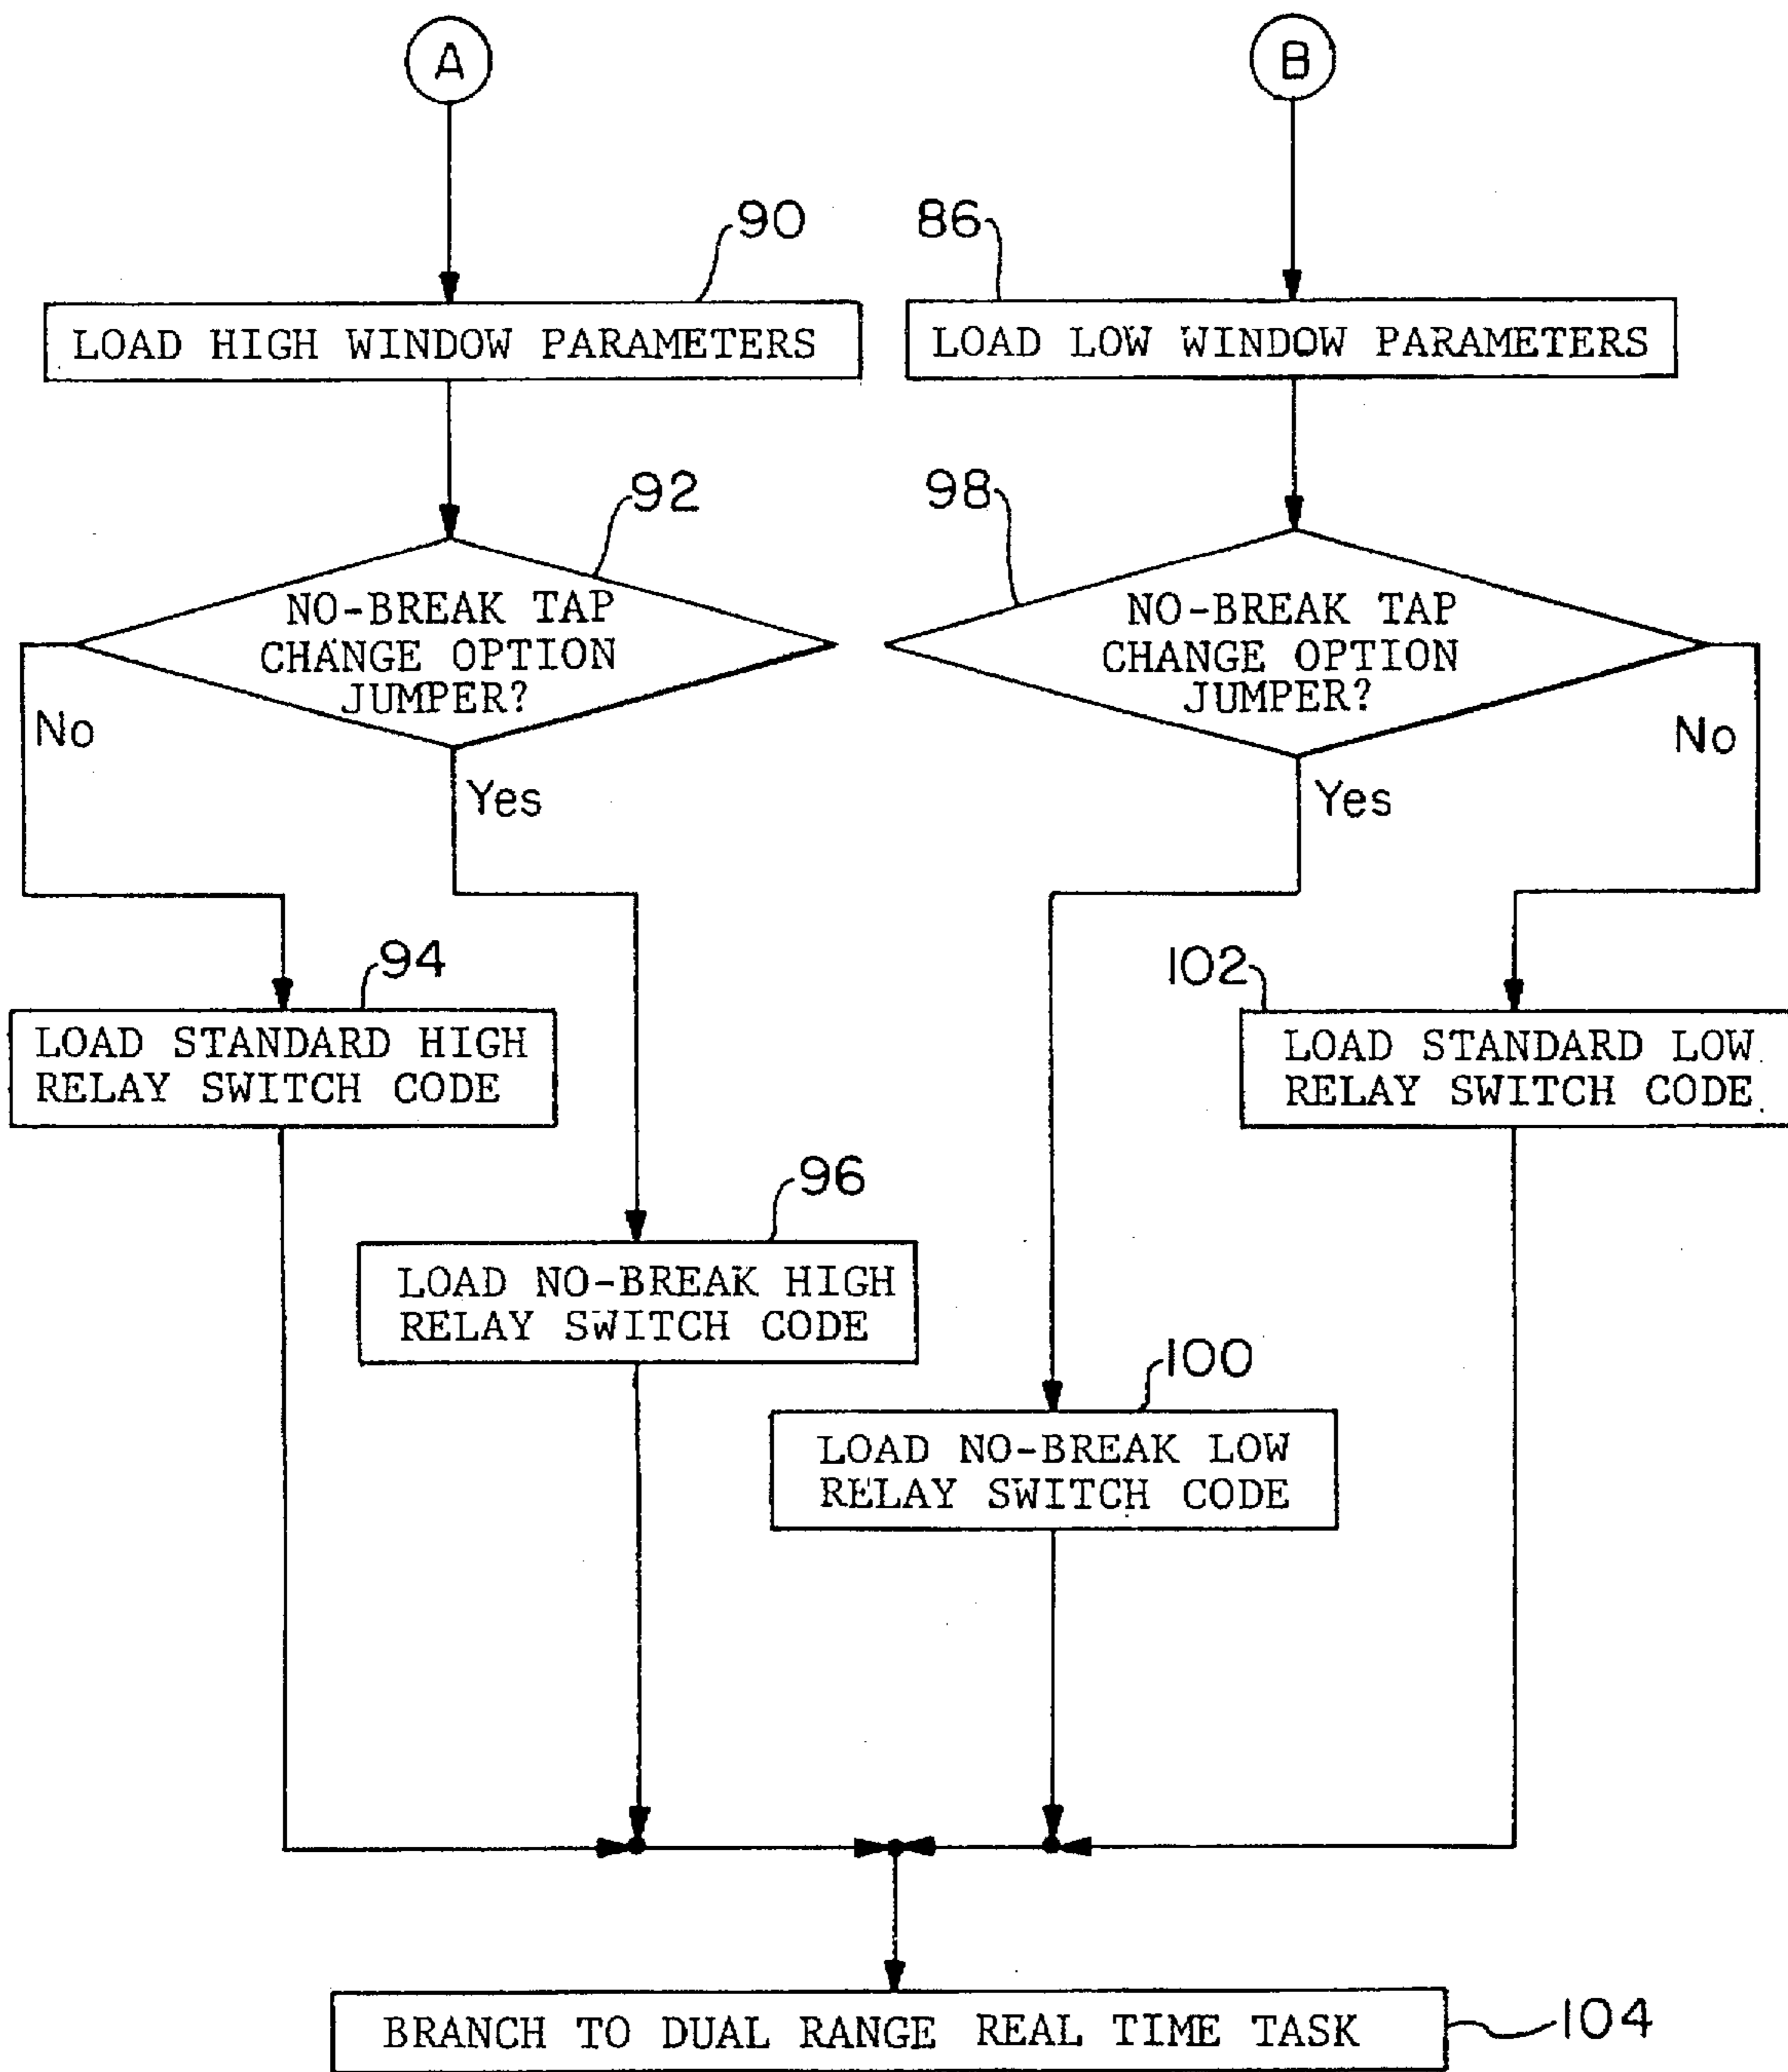 A
B
90
86
LOAD HIGH WINDOW PARAMETERS
LOAD LOW WINDOW PARAMETERS
92
98
NO-BREAK TAP
CHANGE OPTION
JUMPER?
NO-BREAK TAP
CHANGE OPTION
JUMPER?
No
Yes
Yes
No
94
102
LOAD STANDARD HIGH
RELAY SWITCH CODE
LOAD STANDARD LOW
RELAY SWITCH CODE
96
LOAD NO-BREAK HIGH
RELAY SWITCH CODE
100
LOAD NO-BREAK LOW
RELAY SWITCH CODE
BRANCH TO DUAL RANGE REAL TIME TASK
104